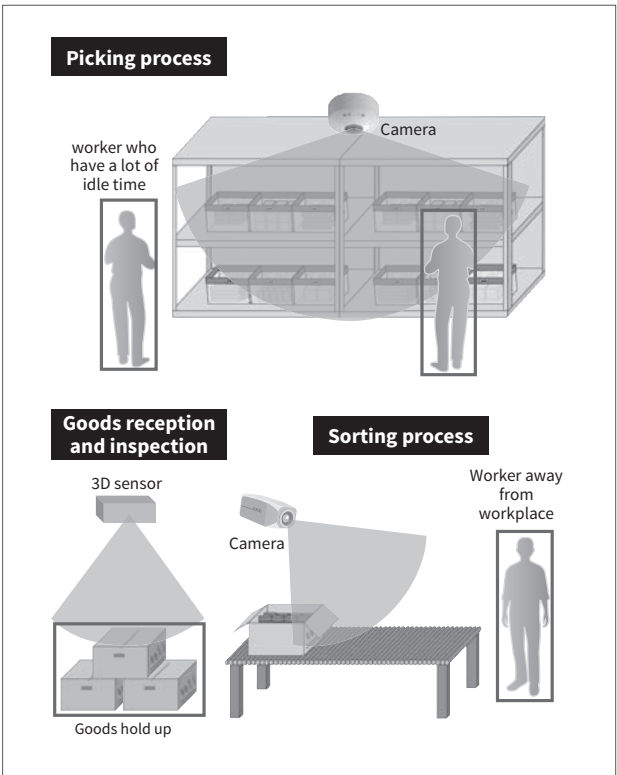 Picking process
Camera
worker who
have a lot of
idle time
Goods reception
and inspection
Sorting process
3D sensor
Camera
Worker away
from
workplace
Goods hold up